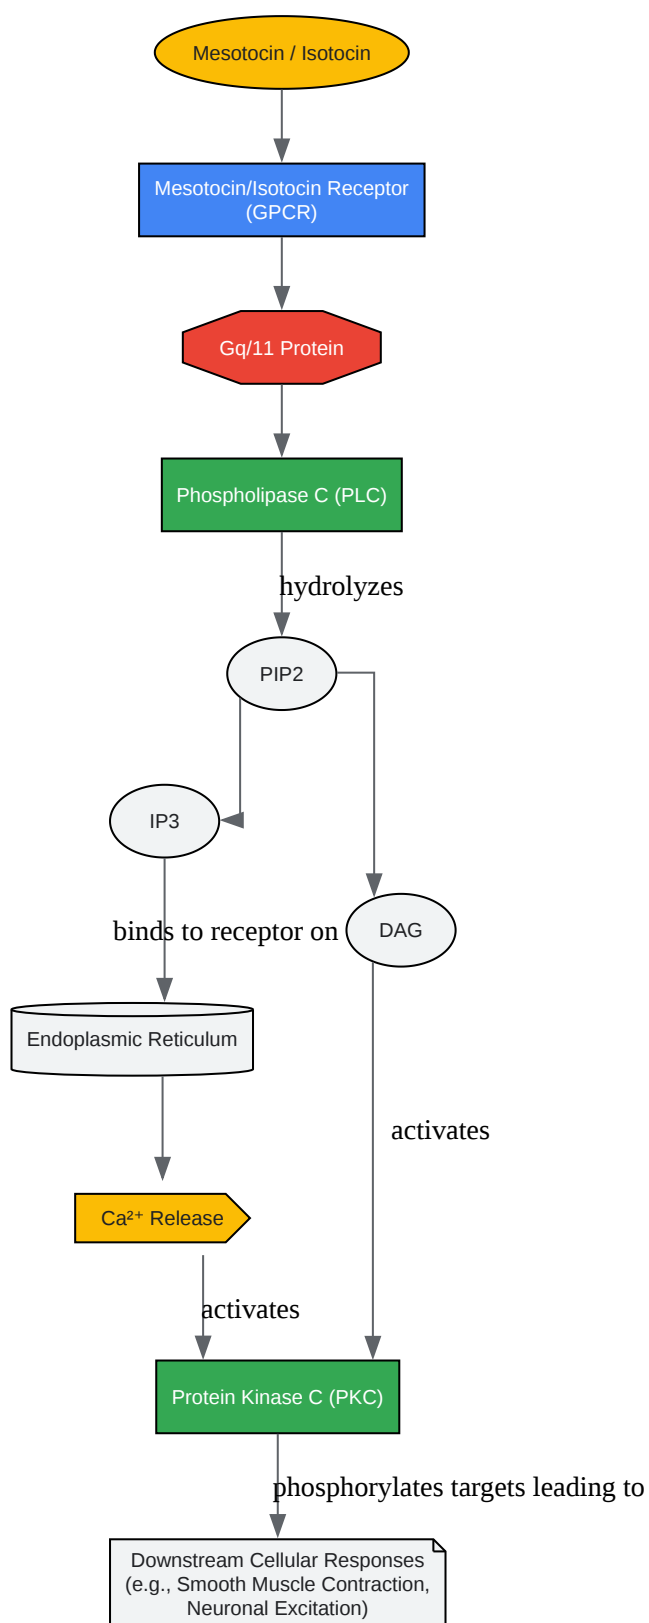 Mesotocin / Isotocin
Mesotocin/Isotocin Receptor
(GPCR)
Gq/11 Protein
Phospholipase C (PLC)
hydrolyzes
PIP2
IP3
binds to receptor on
DAG
Endoplasmic Reticulum
activates
Ca²⁺ Release
activates
Protein Kinase C (PKC)
phosphorylates targets leading to
Downstream Cellular Responses
(e.g., Smooth Muscle Contraction,
Neuronal Excitation)